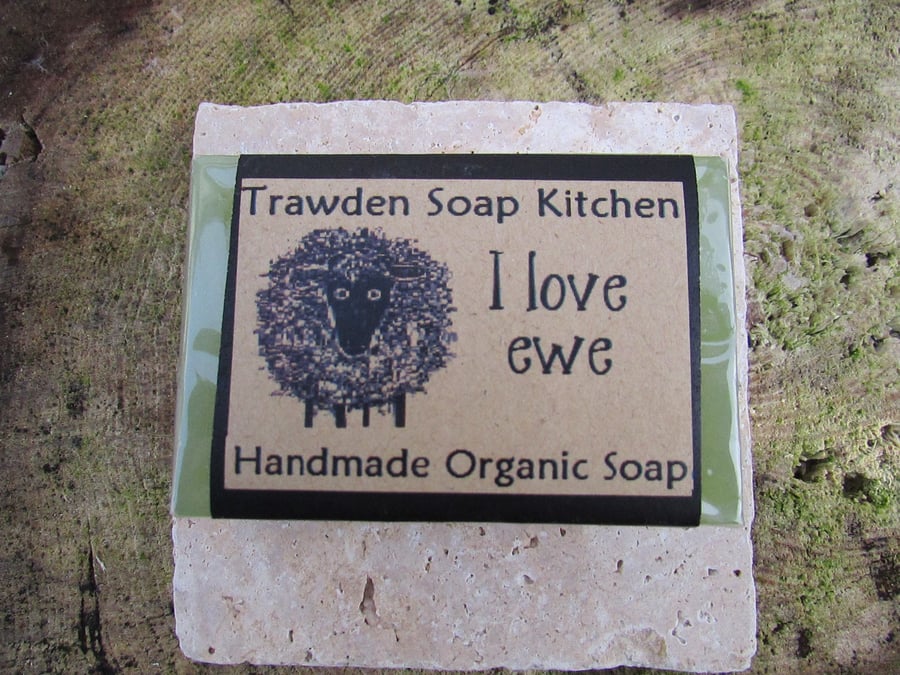 Trawden Soap Kitchen
I love
ewe
Handmade Organic Soap